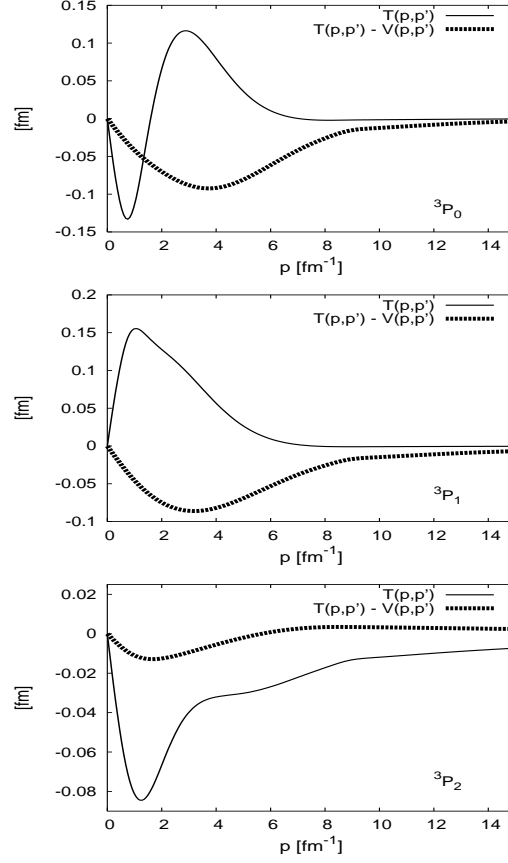 0.15
T(p,p')
T(p,p') - V(p,p')
0.1
0.05
[fm]
0
-0.05
-0.1
³P₀
-0.15
0 2 4 6 8 10 12 14
p [fm⁻¹]
0.2
T(p,p')
T(p,p') - V(p,p')
0.15
0.1
[fm]
0.05
0
-0.05
³P₁
-0.1
0 2 4 6 8 10 12 14
p [fm⁻¹]
0.02
T(p,p')
T(p,p') - V(p,p')
0
-0.02
[fm]
-0.04
-0.06
-0.08
³P₂
0 2 4 6 8 10 12 14
p [fm⁻¹]